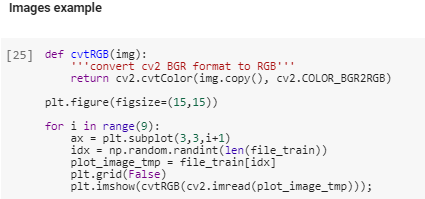 Images example
[25] def cvtRGB(img):
'''convert cv2 BGR format to RGB'''
return cv2.cvtColor(img.copy(), cv2.COLOR_BGR2RGB)
plt.figure(figsize=(15,15))
for i in range(9):
ax = plt.subplot(3,3,i+1)
idx = np.random.randint(len(file_train))
plot_image_tmp = file_train[idx]
plt.grid(False)
plt.imshow(cvtRGB(cv2.imread(plot_image_tmp)));